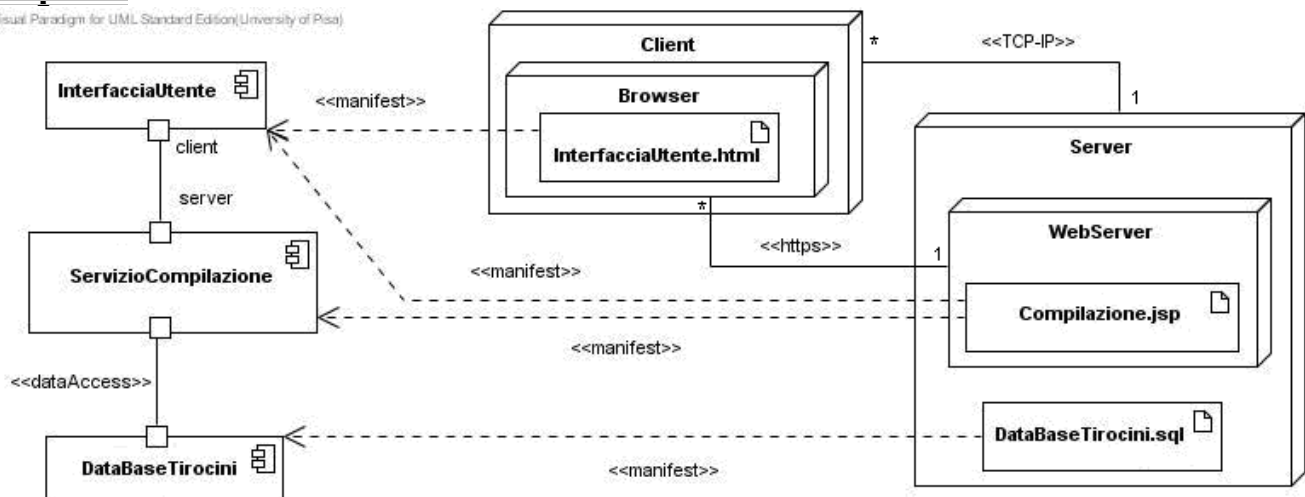 Visual Paradigm for UML Standard Edition(University of Pisa)
Client
*
<<TCP-IP>>
InterfacciaUtente
<<manifest>>
Browser
1
client
InterfacciaUtente.html
Server
server
*
<<https>>
1
WebServer
ServizioCompilazione
<<manifest>>
Compilazione.jsp
<<manifest>>
<<dataAccess>>
DataBaseTirocini
<<manifest>>
DataBaseTirocini.sql